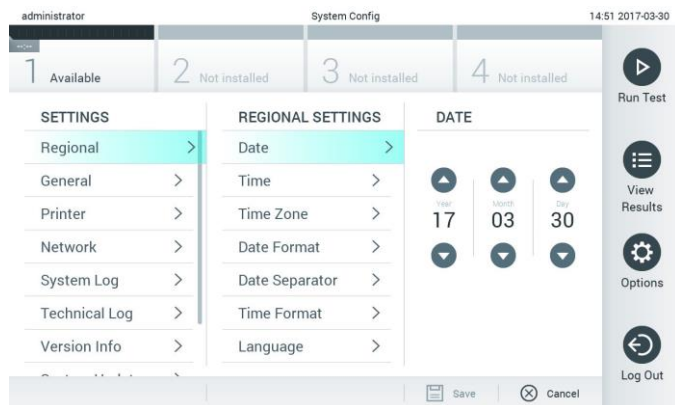 administrator
System Config
14:51 2017-03-30
--:--
1 Available
2 Not installed
3 Not installed
4 Not installed
Run Test
View
Results
Options
Log Out
SETTINGS
Regional
General
Printer
Network
System Log
Technical Log
Version Info
REGIONAL SETTINGS
Date
Time
Time Zone
Date Format
Date Separator
Time Format
Language
DATE
Year
Month
Day
17
03
30
Save
Cancel